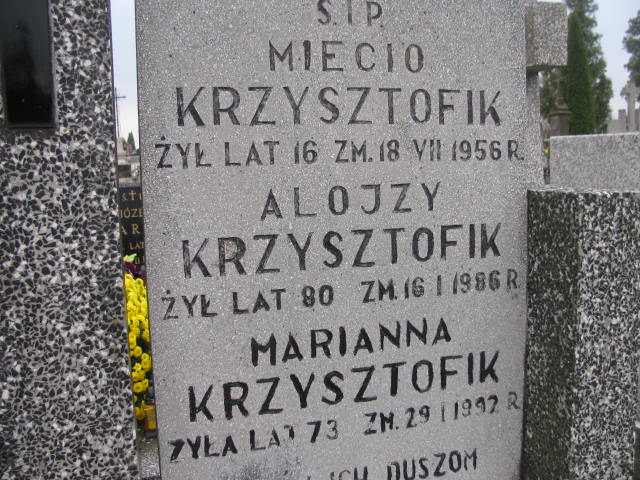 Ś.†P.
MIECIO
KRZYSZTOFIK
ŻYŁ LAT 16 ZM. 18 VII 1956 R.
ALOJZY
KRZYSZTOFIK
ŻYŁ LAT 80 ZM. 16 I 1986 R.
MARIANNA
KRZYSZTOFIK
ŻYŁA LAT 73 ZM. 29 I 1992 R.
ICH DUSZOM